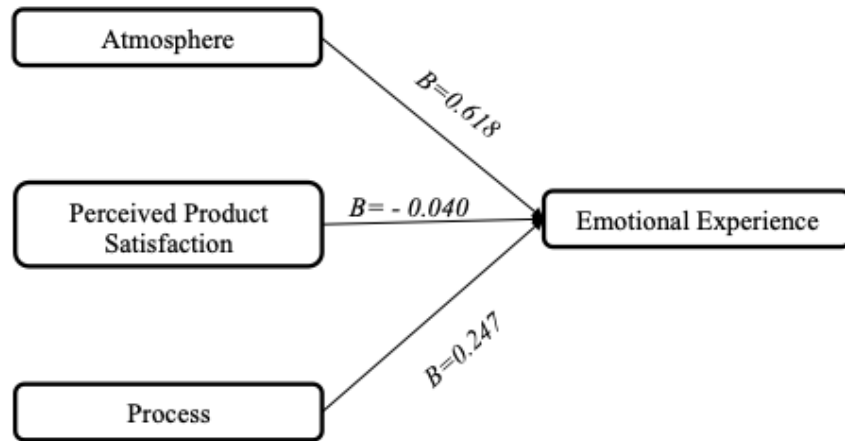 Atmosphere
B=0.618
Perceived Product
Satisfaction
B= - 0.040
Emotional Experience
B=0.247
Process